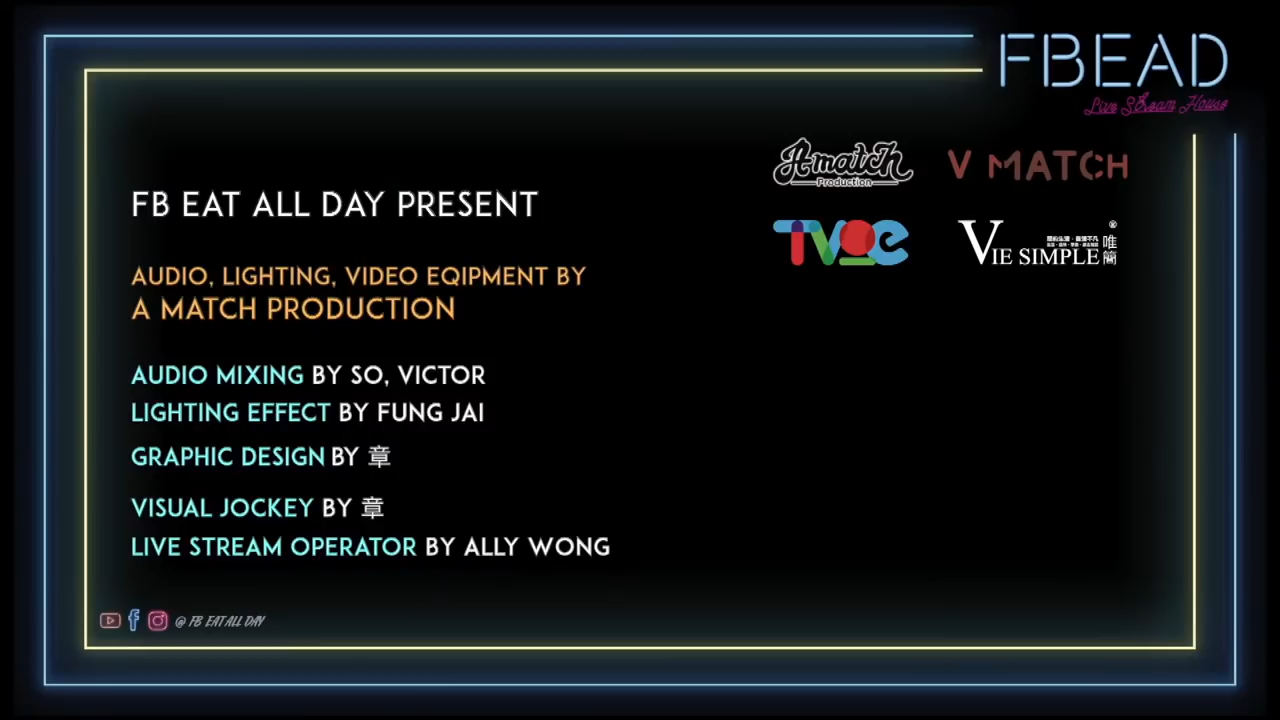 FBEAD
Live Stream House
A match
Production
V MATCH
FB EAT ALL DAY PRESENT
TVOE
VIE SIMPLE®
唯簡
AUDIO, LIGHTING, VIDEO EQIPMENT BY
A MATCH PRODUCTION
AUDIO MIXING BY SO, VICTOR
LIGHTING EFFECT BY FUNG JAI
GRAPHIC DESIGN BY 章
VISUAL JOCKEY BY 章
LIVE STREAM OPERATOR BY ALLY WONG
@ FB EAT ALL DAY